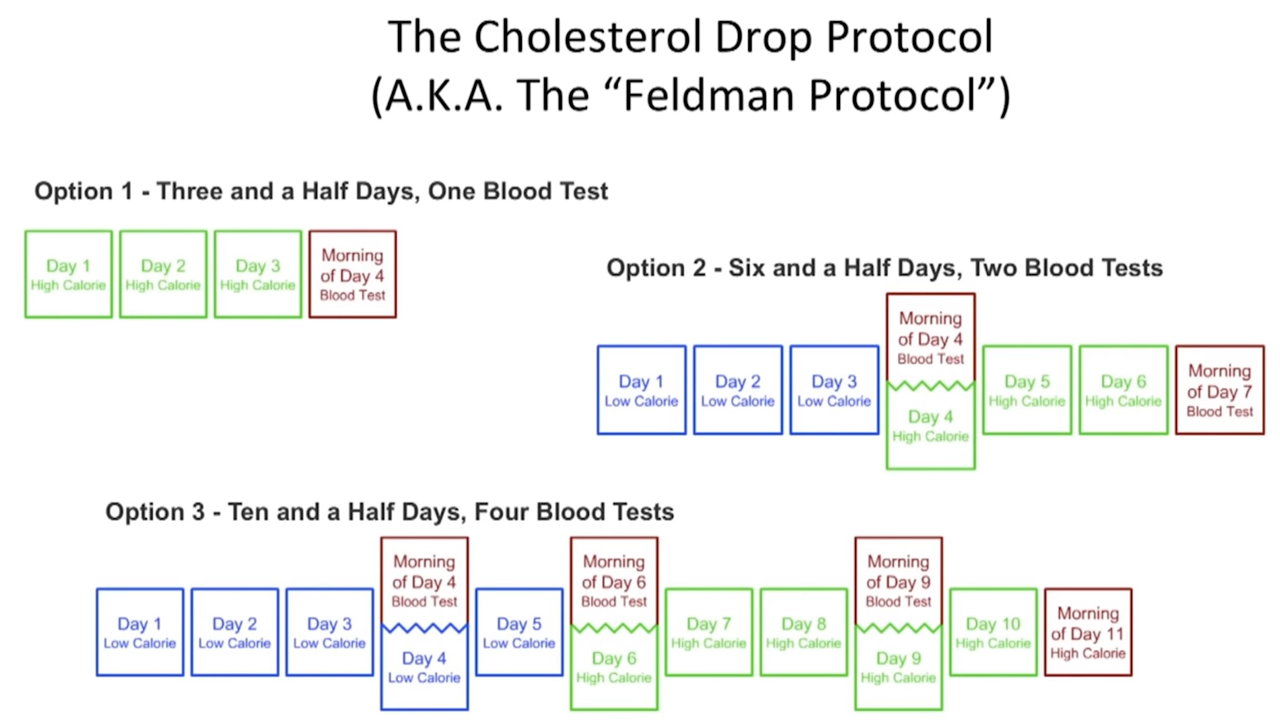 The Cholesterol Drop Protocol
(A.K.A. The “Feldman Protocol”)
Option 1 - Three and a Half Days, One Blood Test
Day 1
High Calorie
Day 2
High Calorie
Day 3
High Calorie
Morning
of Day 4
Blood Test
Option 2 - Six and a Half Days, Two Blood Tests
Day 1
Low Calorie
Day 2
Low Calorie
Day 3
Low Calorie
Morning
of Day 4
Blood Test
Day 4
High Calorie
Day 5
High Calorie
Day 6
High Calorie
Morning
of Day 7
Blood Test
Option 3 - Ten and a Half Days, Four Blood Tests
Day 1
Low Calorie
Day 2
Low Calorie
Day 3
Low Calorie
Morning
of Day 4
Blood Test
Day 4
Low Calorie
Day 5
Low Calorie
Morning
of Day 6
Blood Test
Day 6
High Calorie
Day 7
High Calorie
Day 8
High Calorie
Morning
of Day 9
Blood Test
Day 9
High Calorie
Day 10
High Calorie
Morning
of Day 11
High Calorie